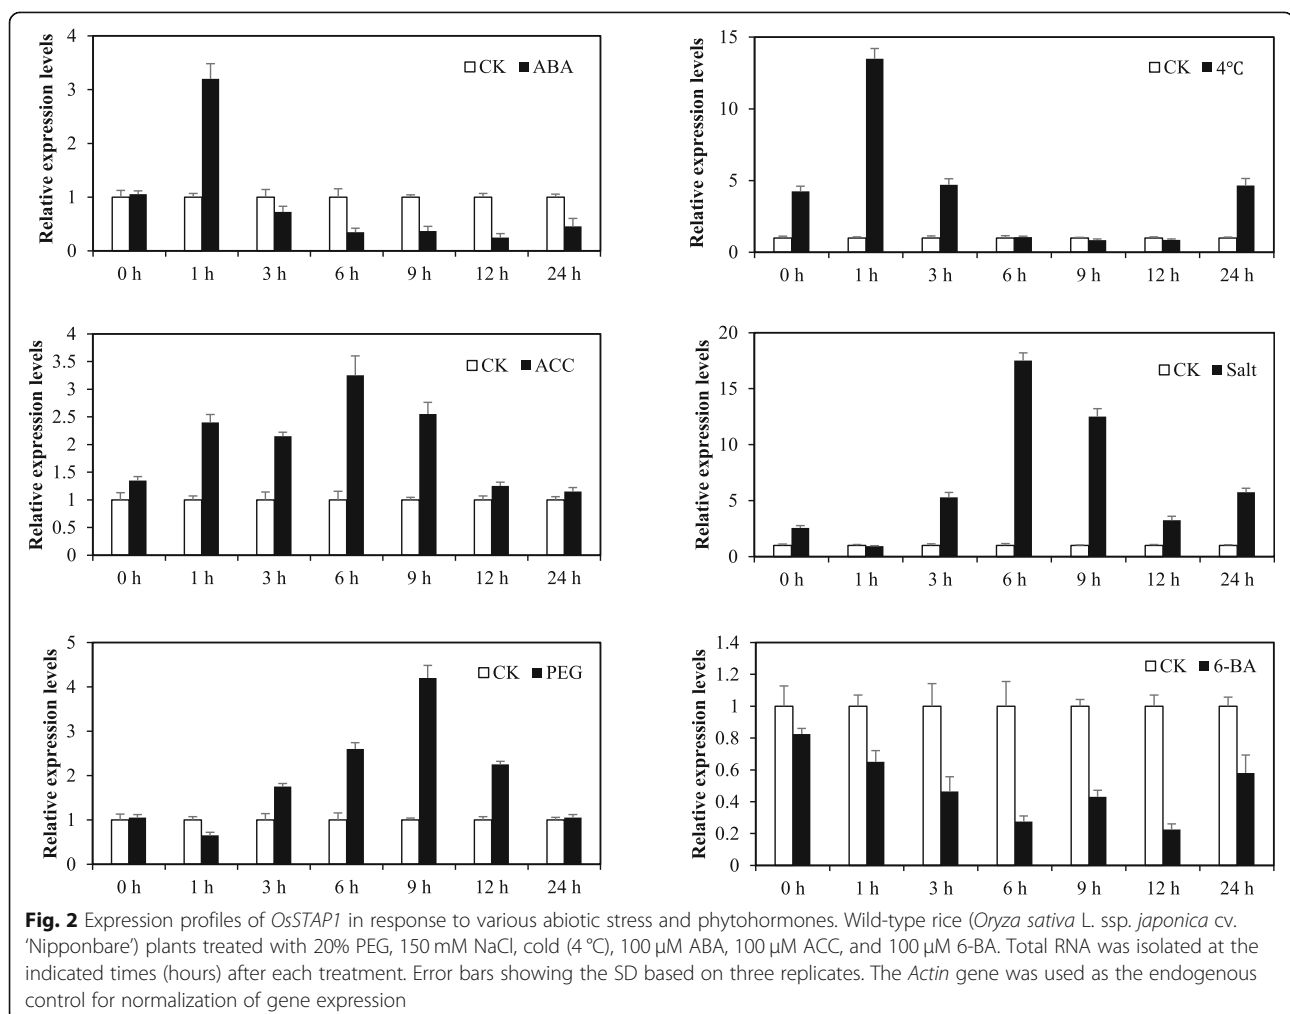 Relative expression levels
4
3
2
1
0
CK ABA
0 h 1 h 3 h 6 h 9 h 12 h 24 h
Relative expression levels
15
10
5
0
CK 4°C
0 h 1 h 3 h 6 h 9 h 12 h 24 h
Relative expression levels
4
3.5
3
2.5
2
1.5
1
0.5
0
CK ACC
0 h 1 h 3 h 6 h 9 h 12 h 24 h
Relative expression levels
20
15
10
5
0
CK Salt
0 h 1 h 3 h 6 h 9 h 12 h 24 h
Relative expression levels
5
4
3
2
1
0
CK PEG
0 h 1 h 3 h 6 h 9 h 12 h 24 h
Relative expression levels
1.4
1.2
1
0.8
0.6
0.4
0.2
0
CK 6-BA
0 h 1 h 3 h 6 h 9 h 12 h 24 h
Fig. 2 Expression profiles of OsSTAP1 in response to various abiotic stress and phytohormones. Wild-type rice (Oryza sativa L. ssp. japonica cv.
‘Nipponbare’) plants treated with 20% PEG, 150 mM NaCl, cold (4 °C), 100 μM ABA, 100 μM ACC, and 100 μM 6-BA. Total RNA was isolated at the
indicated times (hours) after each treatment. Error bars showing the SD based on three replicates. The Actin gene was used as the endogenous
control for normalization of gene expression